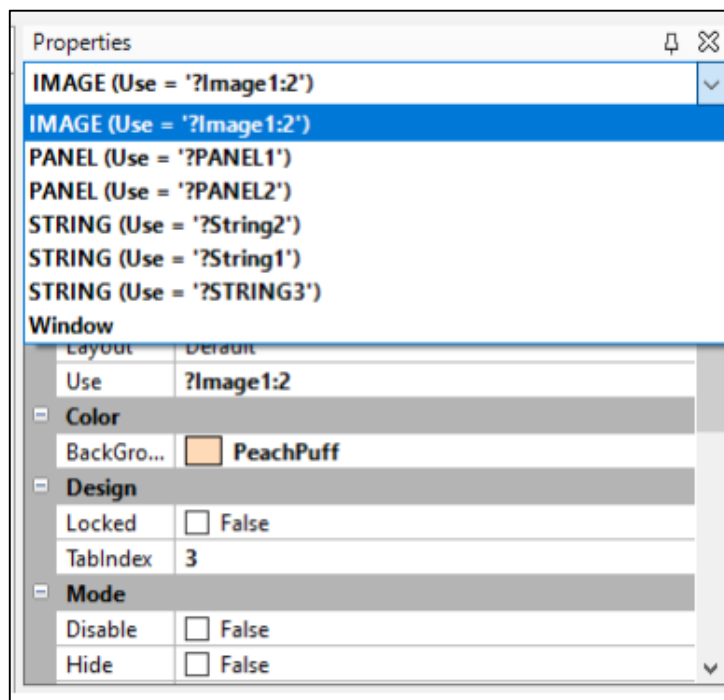 Properties
IMAGE (Use = '?Image1:2')
IMAGE (Use = '?Image1:2')
PANEL (Use = '?PANEL1')
PANEL (Use = '?PANEL2')
STRING (Use = '?String2')
STRING (Use = '?String1')
STRING (Use = '?STRING3')
Window
Layout Default
Use ?Image1:2
Color
BackGro... PeachPuff
Design
Locked False
TabIndex 3
Mode
Disable False
Hide False